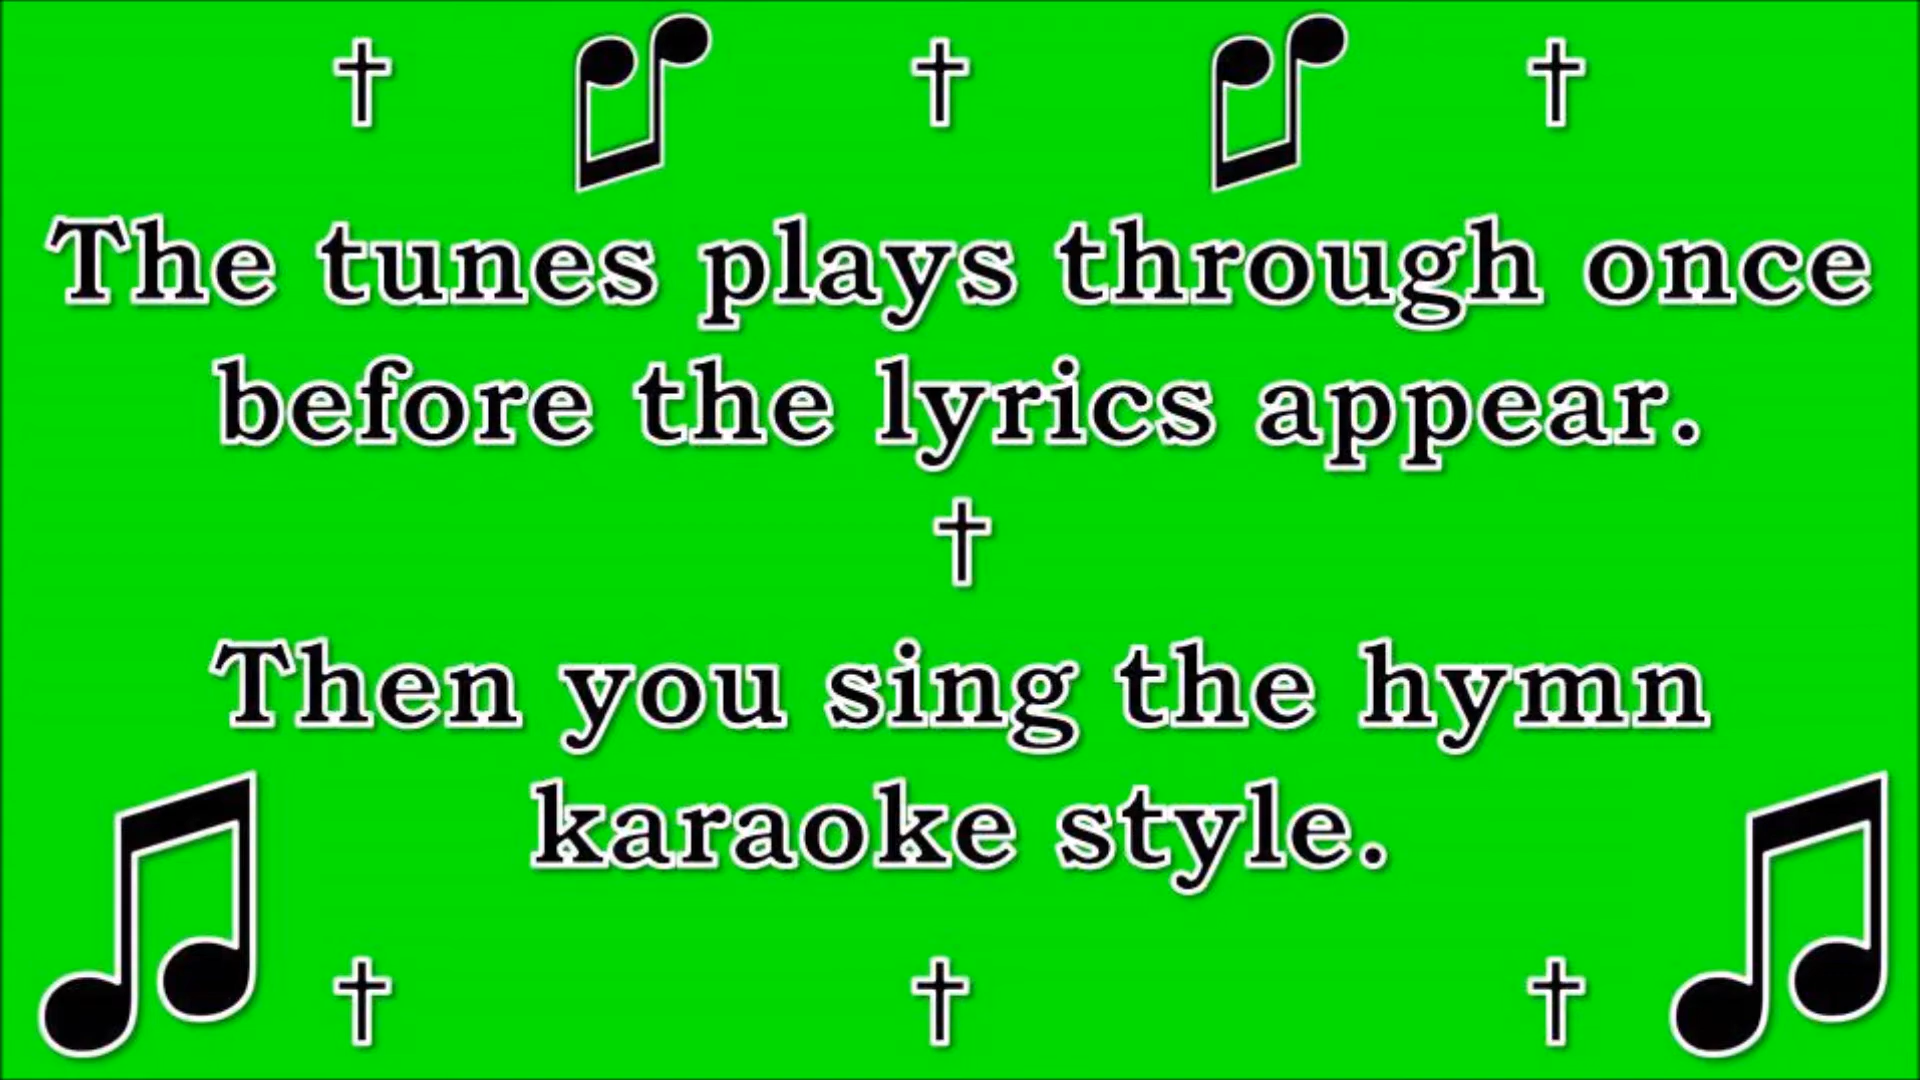 The tunes plays through once
before the lyrics appear.
Then you sing the hymn
karaoke style.